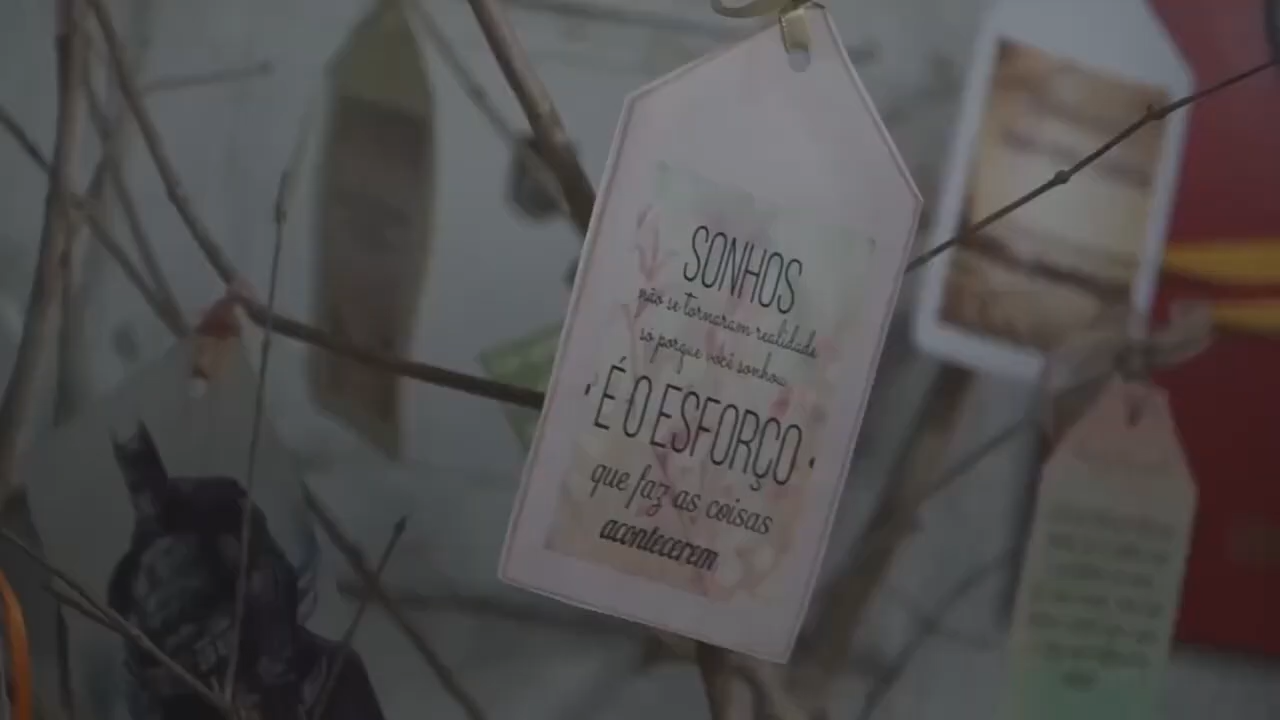 SONHOS
não se tornaram realidade
só porque você sonhou
· É O ESFORÇO ·
que faz as coisas
acontecerem